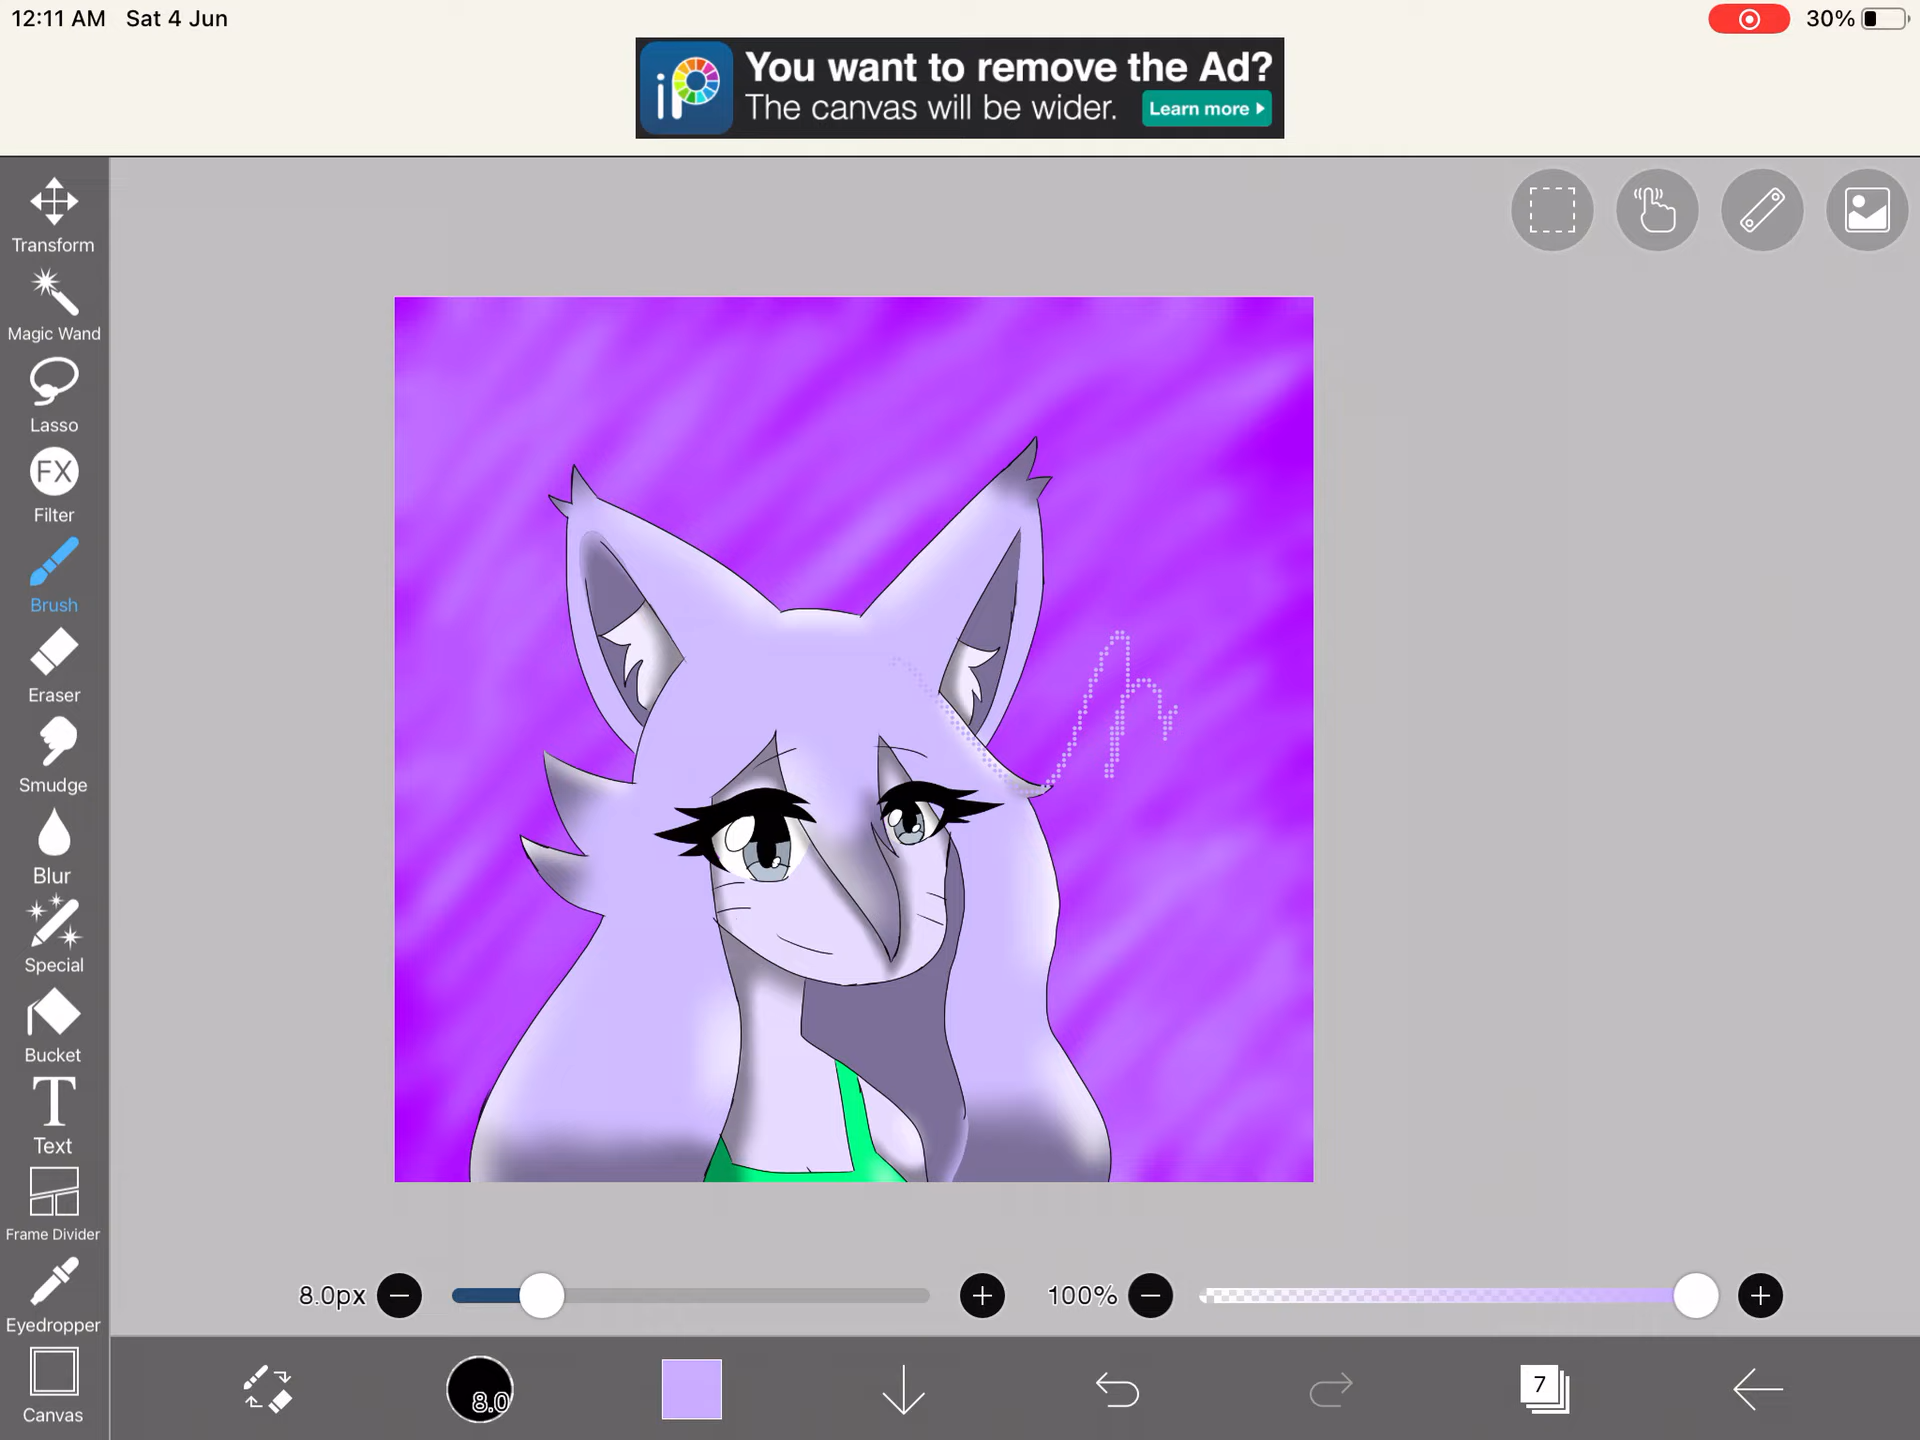 12:11 AM Sat 4 Jun
30%
iP
You want to remove the Ad?
The canvas will be wider.
Learn more
Transform
Magic Wand
Lasso
FX
Filter
Brush
Eraser
Smudge
Blur
Special
Bucket
T
Text
Frame Divider
Eyedropper
Canvas
8.0px
100%
8.0
7